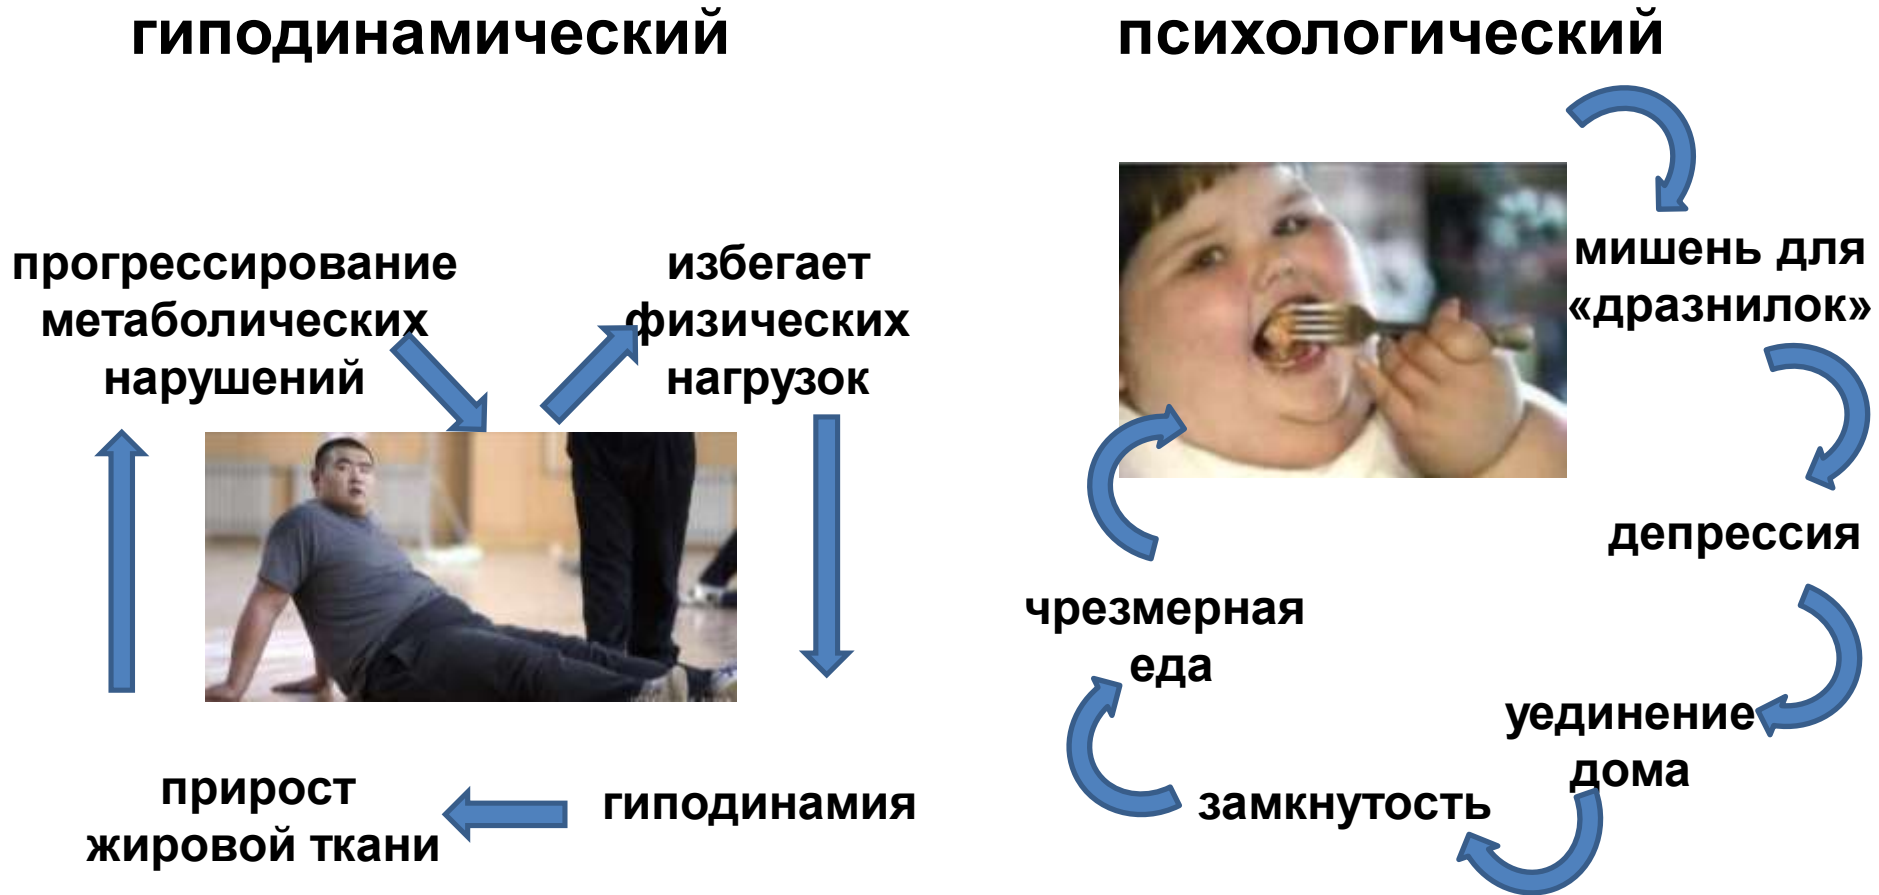 гиподинамический
прогрессирование
метаболических
нарушений
избегает
физических
нагрузок
прирост
жировой ткани
гиподинамия
психологический
мишень для
«дразнилок»
депрессия
уединение
дома
замкнутость
чрезмерная
еда